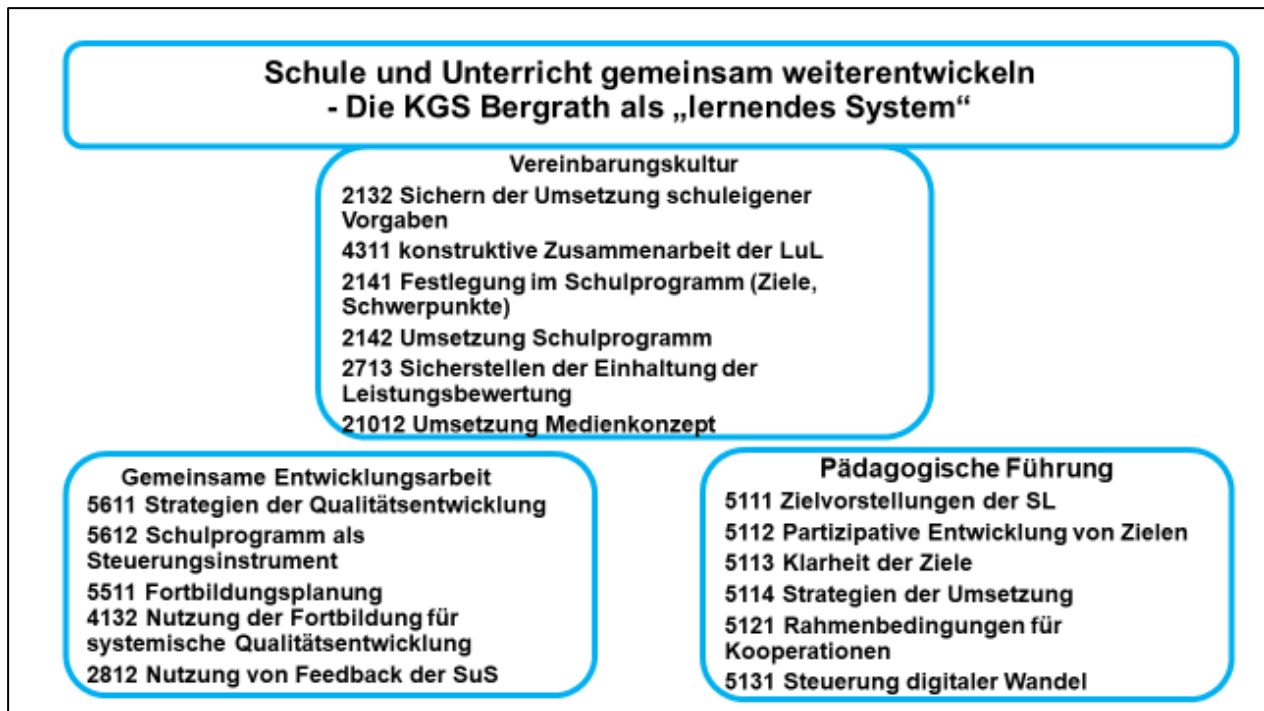 Schule und Unterricht gemeinsam weiterentwickeln
- Die KGS Bergrath als „lernendes System“
Vereinbarungskultur
2132 Sichern der Umsetzung schuleigener
Vorgaben
4311 konstruktive Zusammenarbeit der LuL
2141 Festlegung im Schulprogramm (Ziele,
Schwerpunkte)
2142 Umsetzung Schulprogramm
2713 Sicherstellen der Einhaltung der
Leistungsbewertung
21012 Umsetzung Medienkonzept
Gemeinsame Entwicklungsarbeit
5611 Strategien der Qualitätsentwicklung
5612 Schulprogramm als
Steuerungsinstrument
5511 Fortbildungsplanung
4132 Nutzung der Fortbildung für
systemische Qualitätsentwicklung
2812 Nutzung von Feedback der SuS
Pädagogische Führung
5111 Zielvorstellungen der SL
5112 Partizipative Entwicklung von Zielen
5113 Klarheit der Ziele
5114 Strategien der Umsetzung
5121 Rahmenbedingungen für
Kooperationen
5131 Steuerung digitaler Wandel